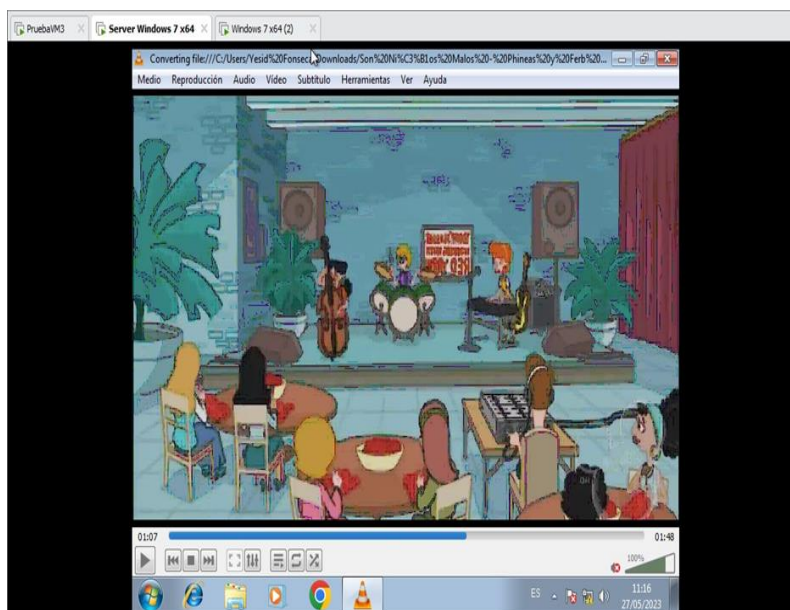 PruebaVM3
Server Windows 7 x64
Windows 7 x64 (2)
Converting file:///C:/Users/Yesid%20Fonseca/Downloads/Son%20Ni%C3%B1os%20Malos%20-%20Phineas%20y%20Ferb%20...
Medio Reproducción Audio Vídeo Subtítulo Herramientas Ver Ayuda
01:07
01:48
100%
ES
11:16
27/05/2023